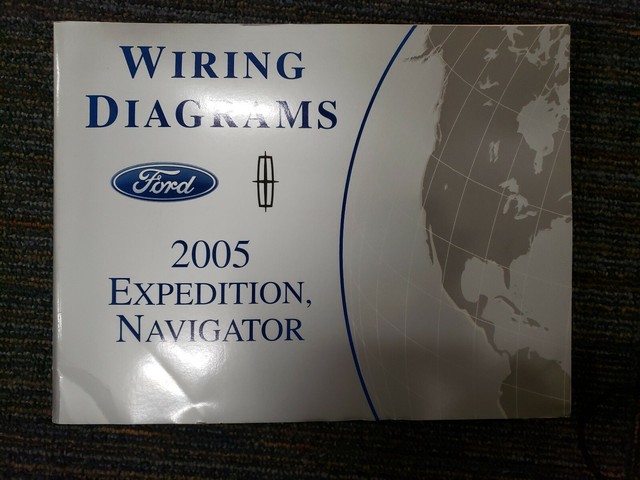 WIRING
DIAGRAMS
Ford
2005
EXPEDITION,
NAVIGATOR